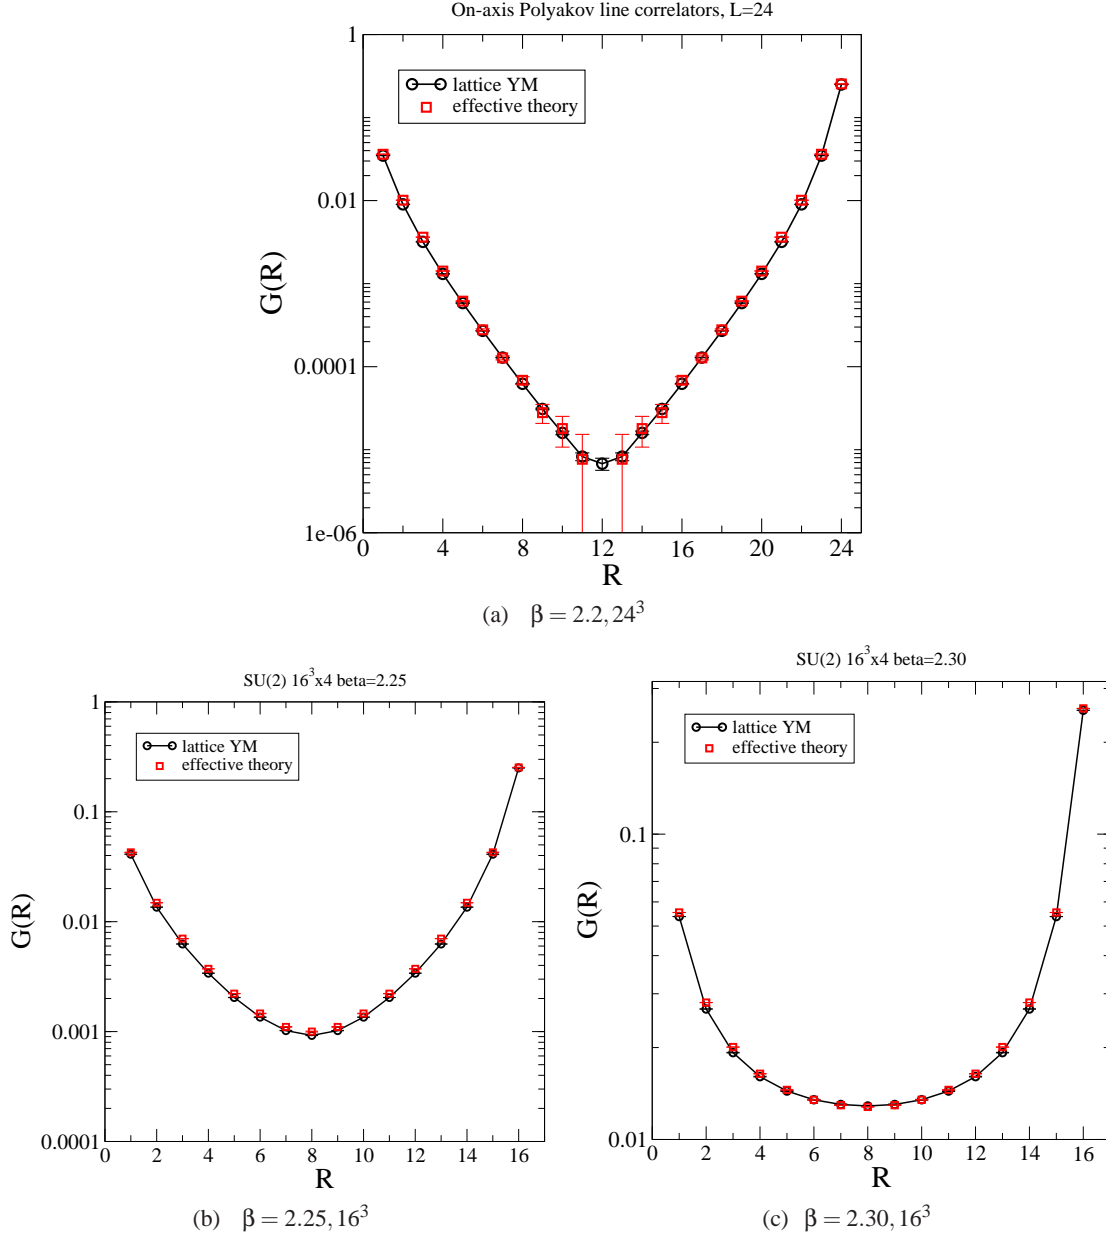 On-axis Polyakov line correlators, L=24
1
lattice YM
effective theory
0.01
G(R)
0.0001
1e-06
0 4 8 12 16 20 24
R
(a) β = 2.2, 24³
SU(2) 16³x4 beta=2.25
1
lattice YM
effective theory
0.1
0.01
G(R)
0.001
0.0001
0 2 4 6 8 10 12 14 16
R
(b) β = 2.25, 16³
SU(2) 16³x4 beta=2.30
lattice YM
effective theory
0.1
G(R)
0.01
0 2 4 6 8 10 12 14 16
R
(c) β = 2.30, 16³